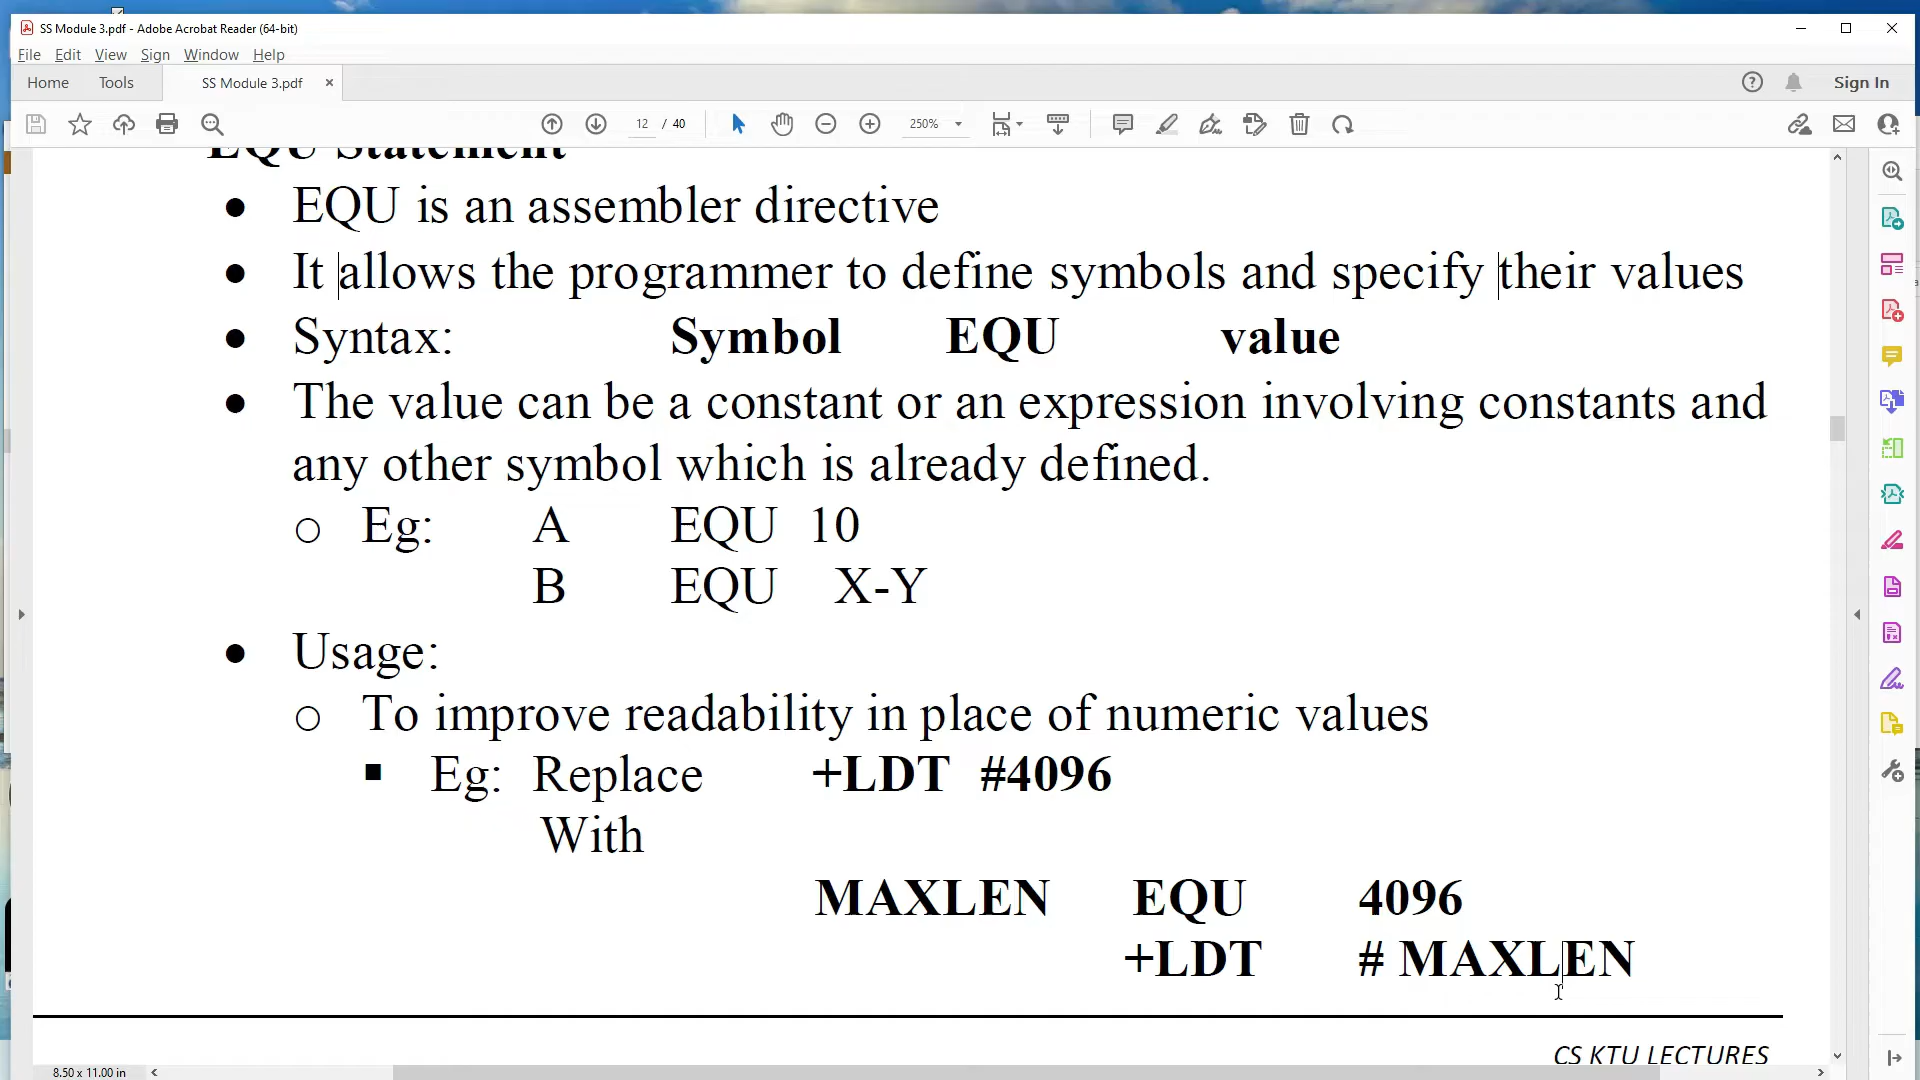 SS Module 3.pdf - Adobe Acrobat Reader (64-bit)
File Edit View Sign Window Help
Home Tools SS Module 3.pdf × Sign In
12 / 40 250%
EQU Statement
● EQU is an assembler directive
● It allows the programmer to define symbols and specify their values
● Syntax: Symbol EQU value
● The value can be a constant or an expression involving constants and
any other symbol which is already defined.
○ Eg: A EQU 10
B EQU X-Y
● Usage:
○ To improve readability in place of numeric values
■ Eg: Replace +LDT #4096
With
MAXLEN EQU 4096
+LDT # MAXLEN
CS KTU LECTURES
8.50 x 11.00 in